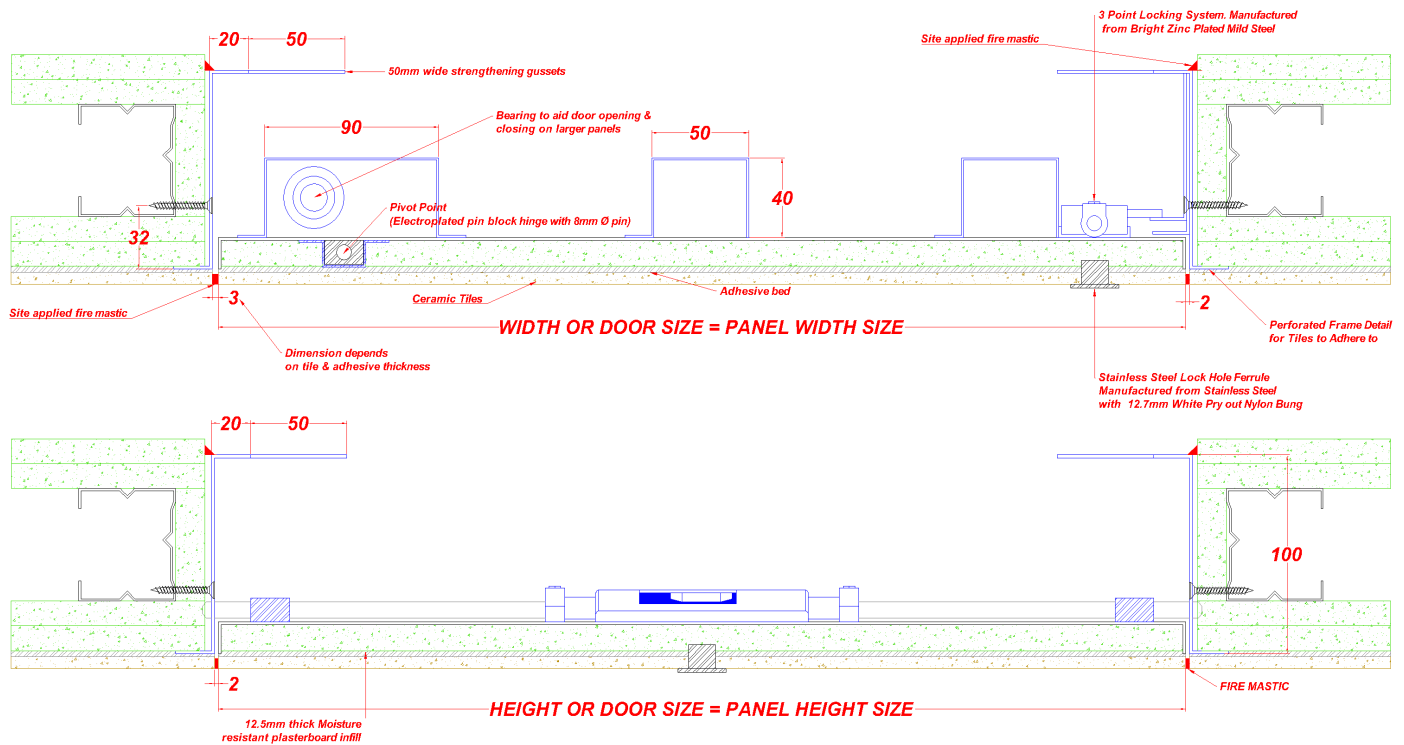 3 Point Locking System. Manufactured
from Bright Zinc Plated Mild Steel
Site applied fire mastic
20
50
50mm wide strengthening gussets
Bearing to aid door opening &
closing on larger panels
90
50
40
Pivot Point
(Electroplated pin block hinge with 8mm Ø pin)
32
Site applied fire mastic
3
Ceramic Tiles
Adhesive bed
2
WIDTH OR DOOR SIZE = PANEL WIDTH SIZE
Perforated Frame Detail
for Tiles to Adhere to
Dimension depends
on tile & adhesive thickness
Stainless Steel Lock Hole Ferrule
Manufactured from Stainless Steel
with 12.7mm White Pry out Nylon Bung
20
50
100
2
FIRE MASTIC
HEIGHT OR DOOR SIZE = PANEL HEIGHT SIZE
12.5mm thick Moisture
resistant plasterboard infill